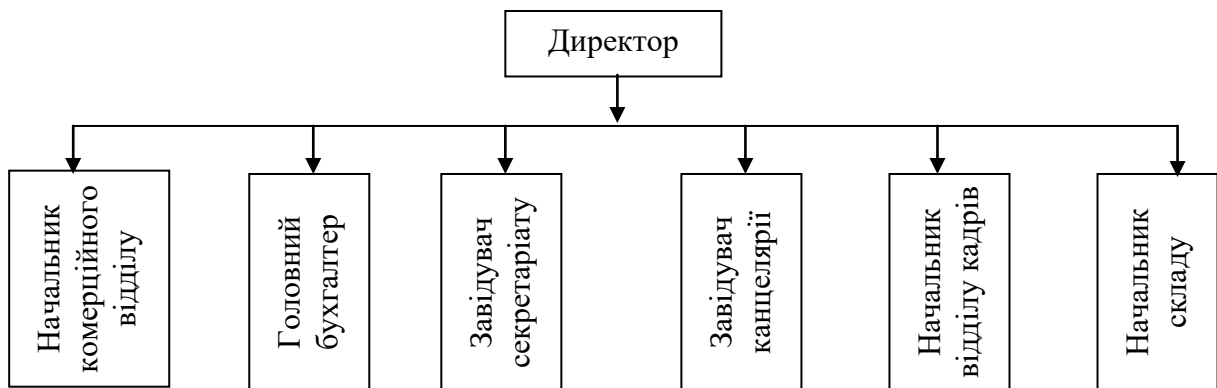 Директор
Начальник
комерційного
відділу
Головний
бухгалтер
Завідувач
секретаріату
Завідувач
канцелярії
Начальник
відділу кадрів
Начальник
складу